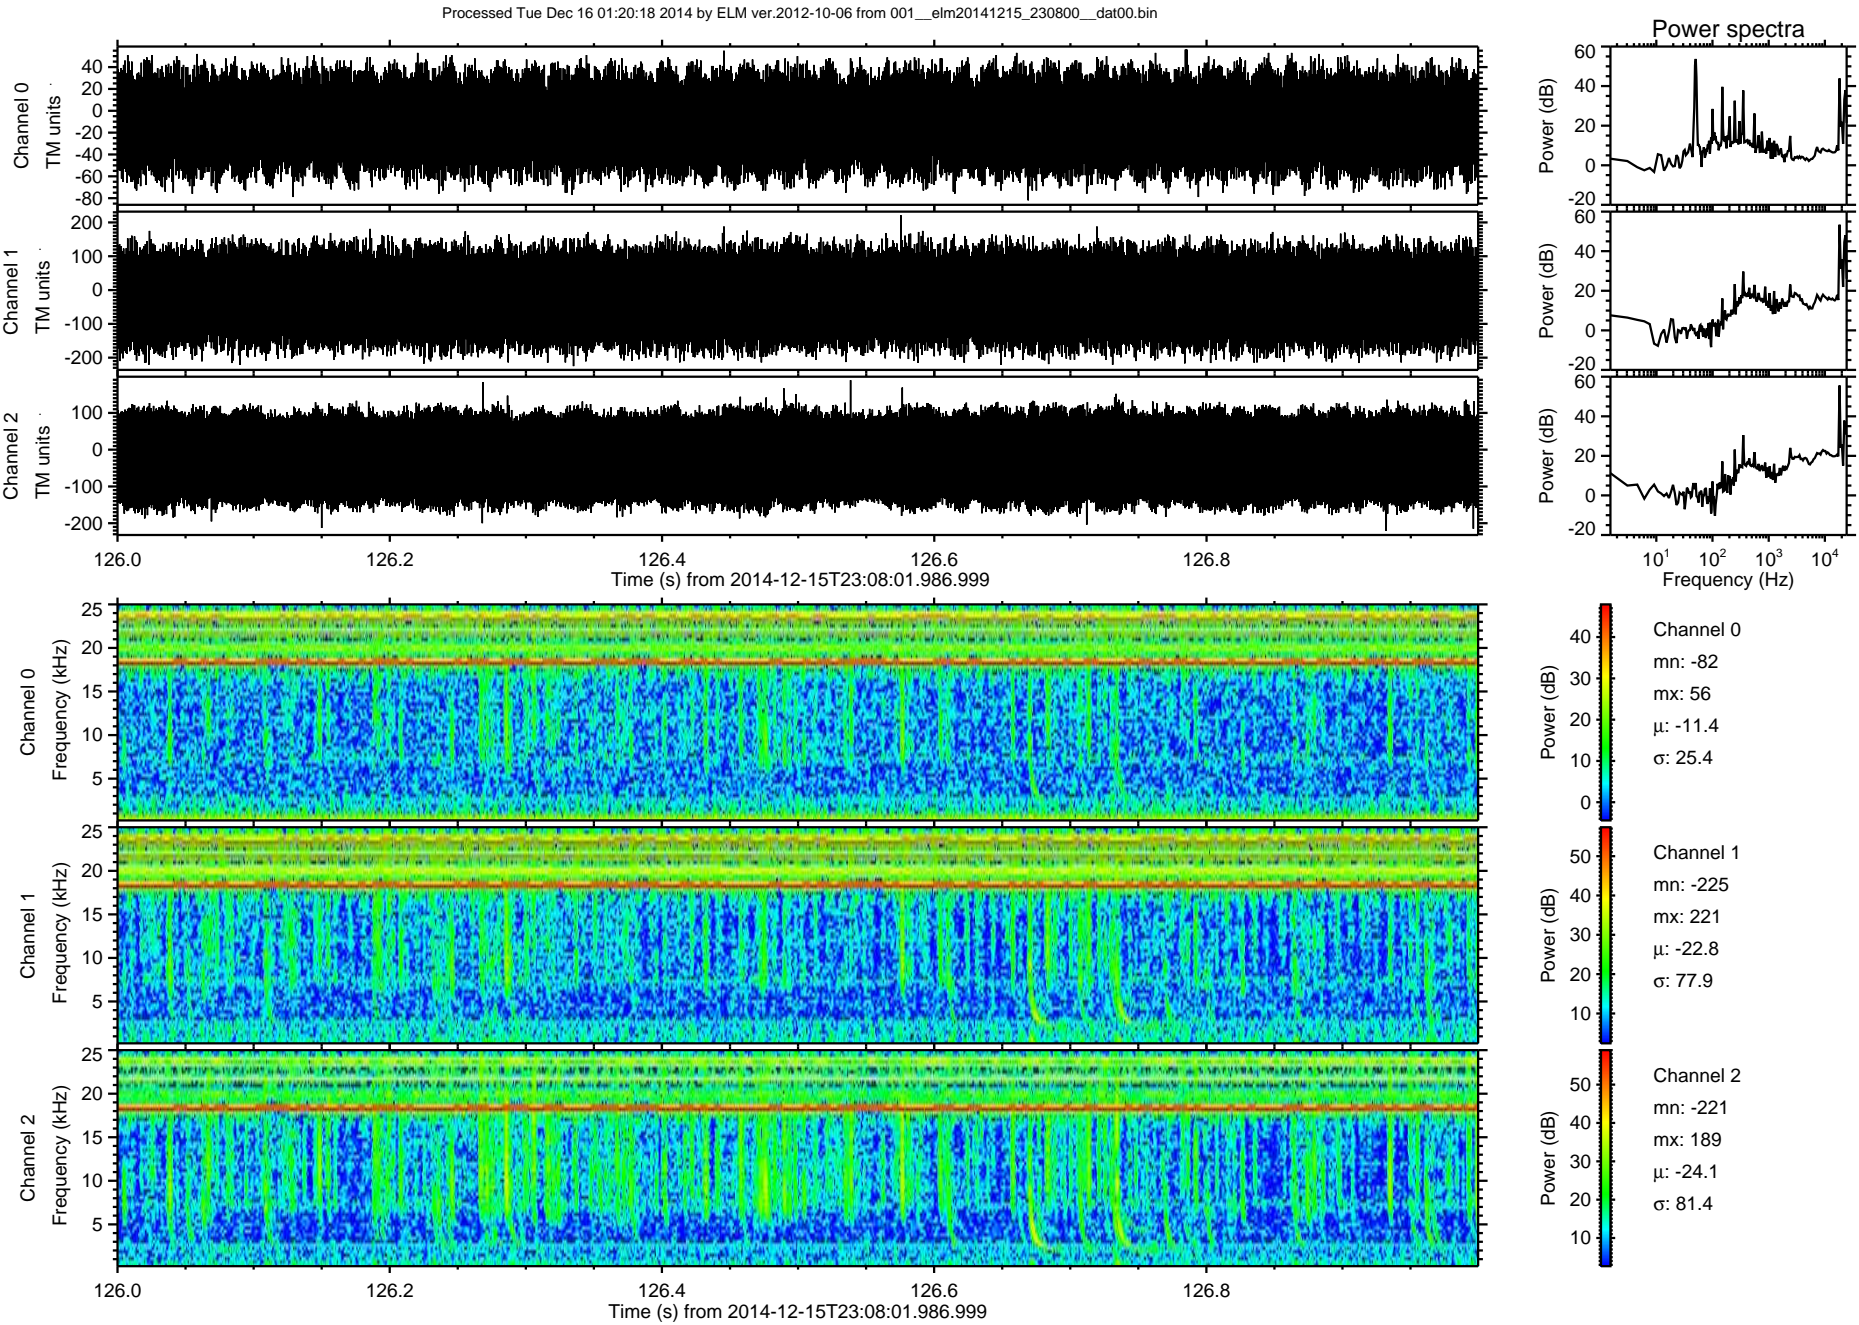 Processed Tue Dec 16 01:20:18 2014 by ELM ver.2012-10-06 from 001__elm20141215_230800__dat00.bin
Power spectra
Channel 0
TM units
40
20
0
-20
-40
-60
-80
Power (dB)
60
40
20
0
-20
Channel 1
TM units
200
100
0
-100
-200
Power (dB)
60
40
20
0
-20
Channel 2
TM units
100
0
-100
-200
Power (dB)
60
40
20
0
-20
126.0 126.2 126.4 126.6 126.8
Time (s) from 2014-12-15T23:08:01.986.999
10^1 10^2 10^3 10^4
Frequency (Hz)
Channel 0
Frequency (kHz)
25
20
15
10
5
Power (dB)
40
30
20
10
0
Channel 0
mn: -82
mx: 56
μ: -11.4
σ: 25.4
Channel 1
Frequency (kHz)
25
20
15
10
5
Power (dB)
50
40
30
20
10
Channel 1
mn: -225
mx: 221
μ: -22.8
σ: 77.9
Channel 2
Frequency (kHz)
25
20
15
10
5
Power (dB)
50
40
30
20
10
Channel 2
mn: -221
mx: 189
μ: -24.1
σ: 81.4
126.0 126.2 126.4 126.6 126.8
Time (s) from 2014-12-15T23:08:01.986.999